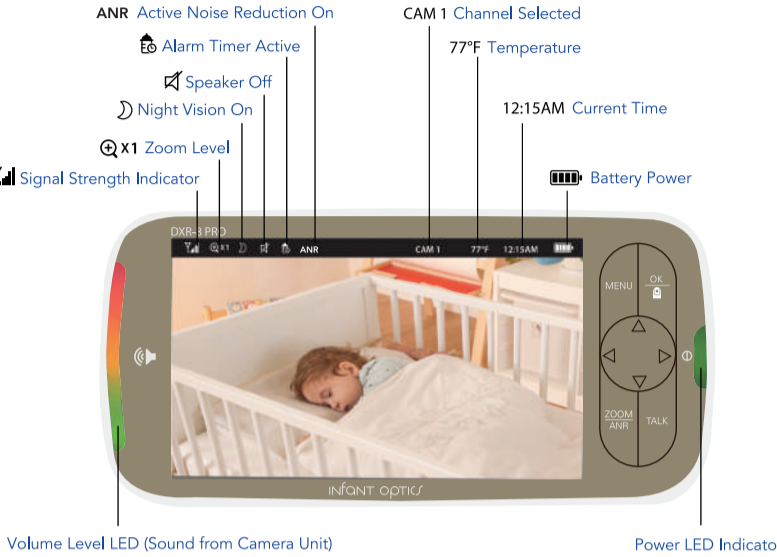 ANR Active Noise Reduction On
CAM 1 Channel Selected
Alarm Timer Active
77°F Temperature
Speaker Off
Night Vision On
12:15AM Current Time
X1 Zoom Level
Signal Strength Indicator
Battery Power
DXR-8 PRO
X1 ANR CAM 1 77°F 12:15AM
MENU
OK
ZOOM
ANR
TALK
INFANT OPTICS
Volume Level LED (Sound from Camera Unit)
Power LED Indicato